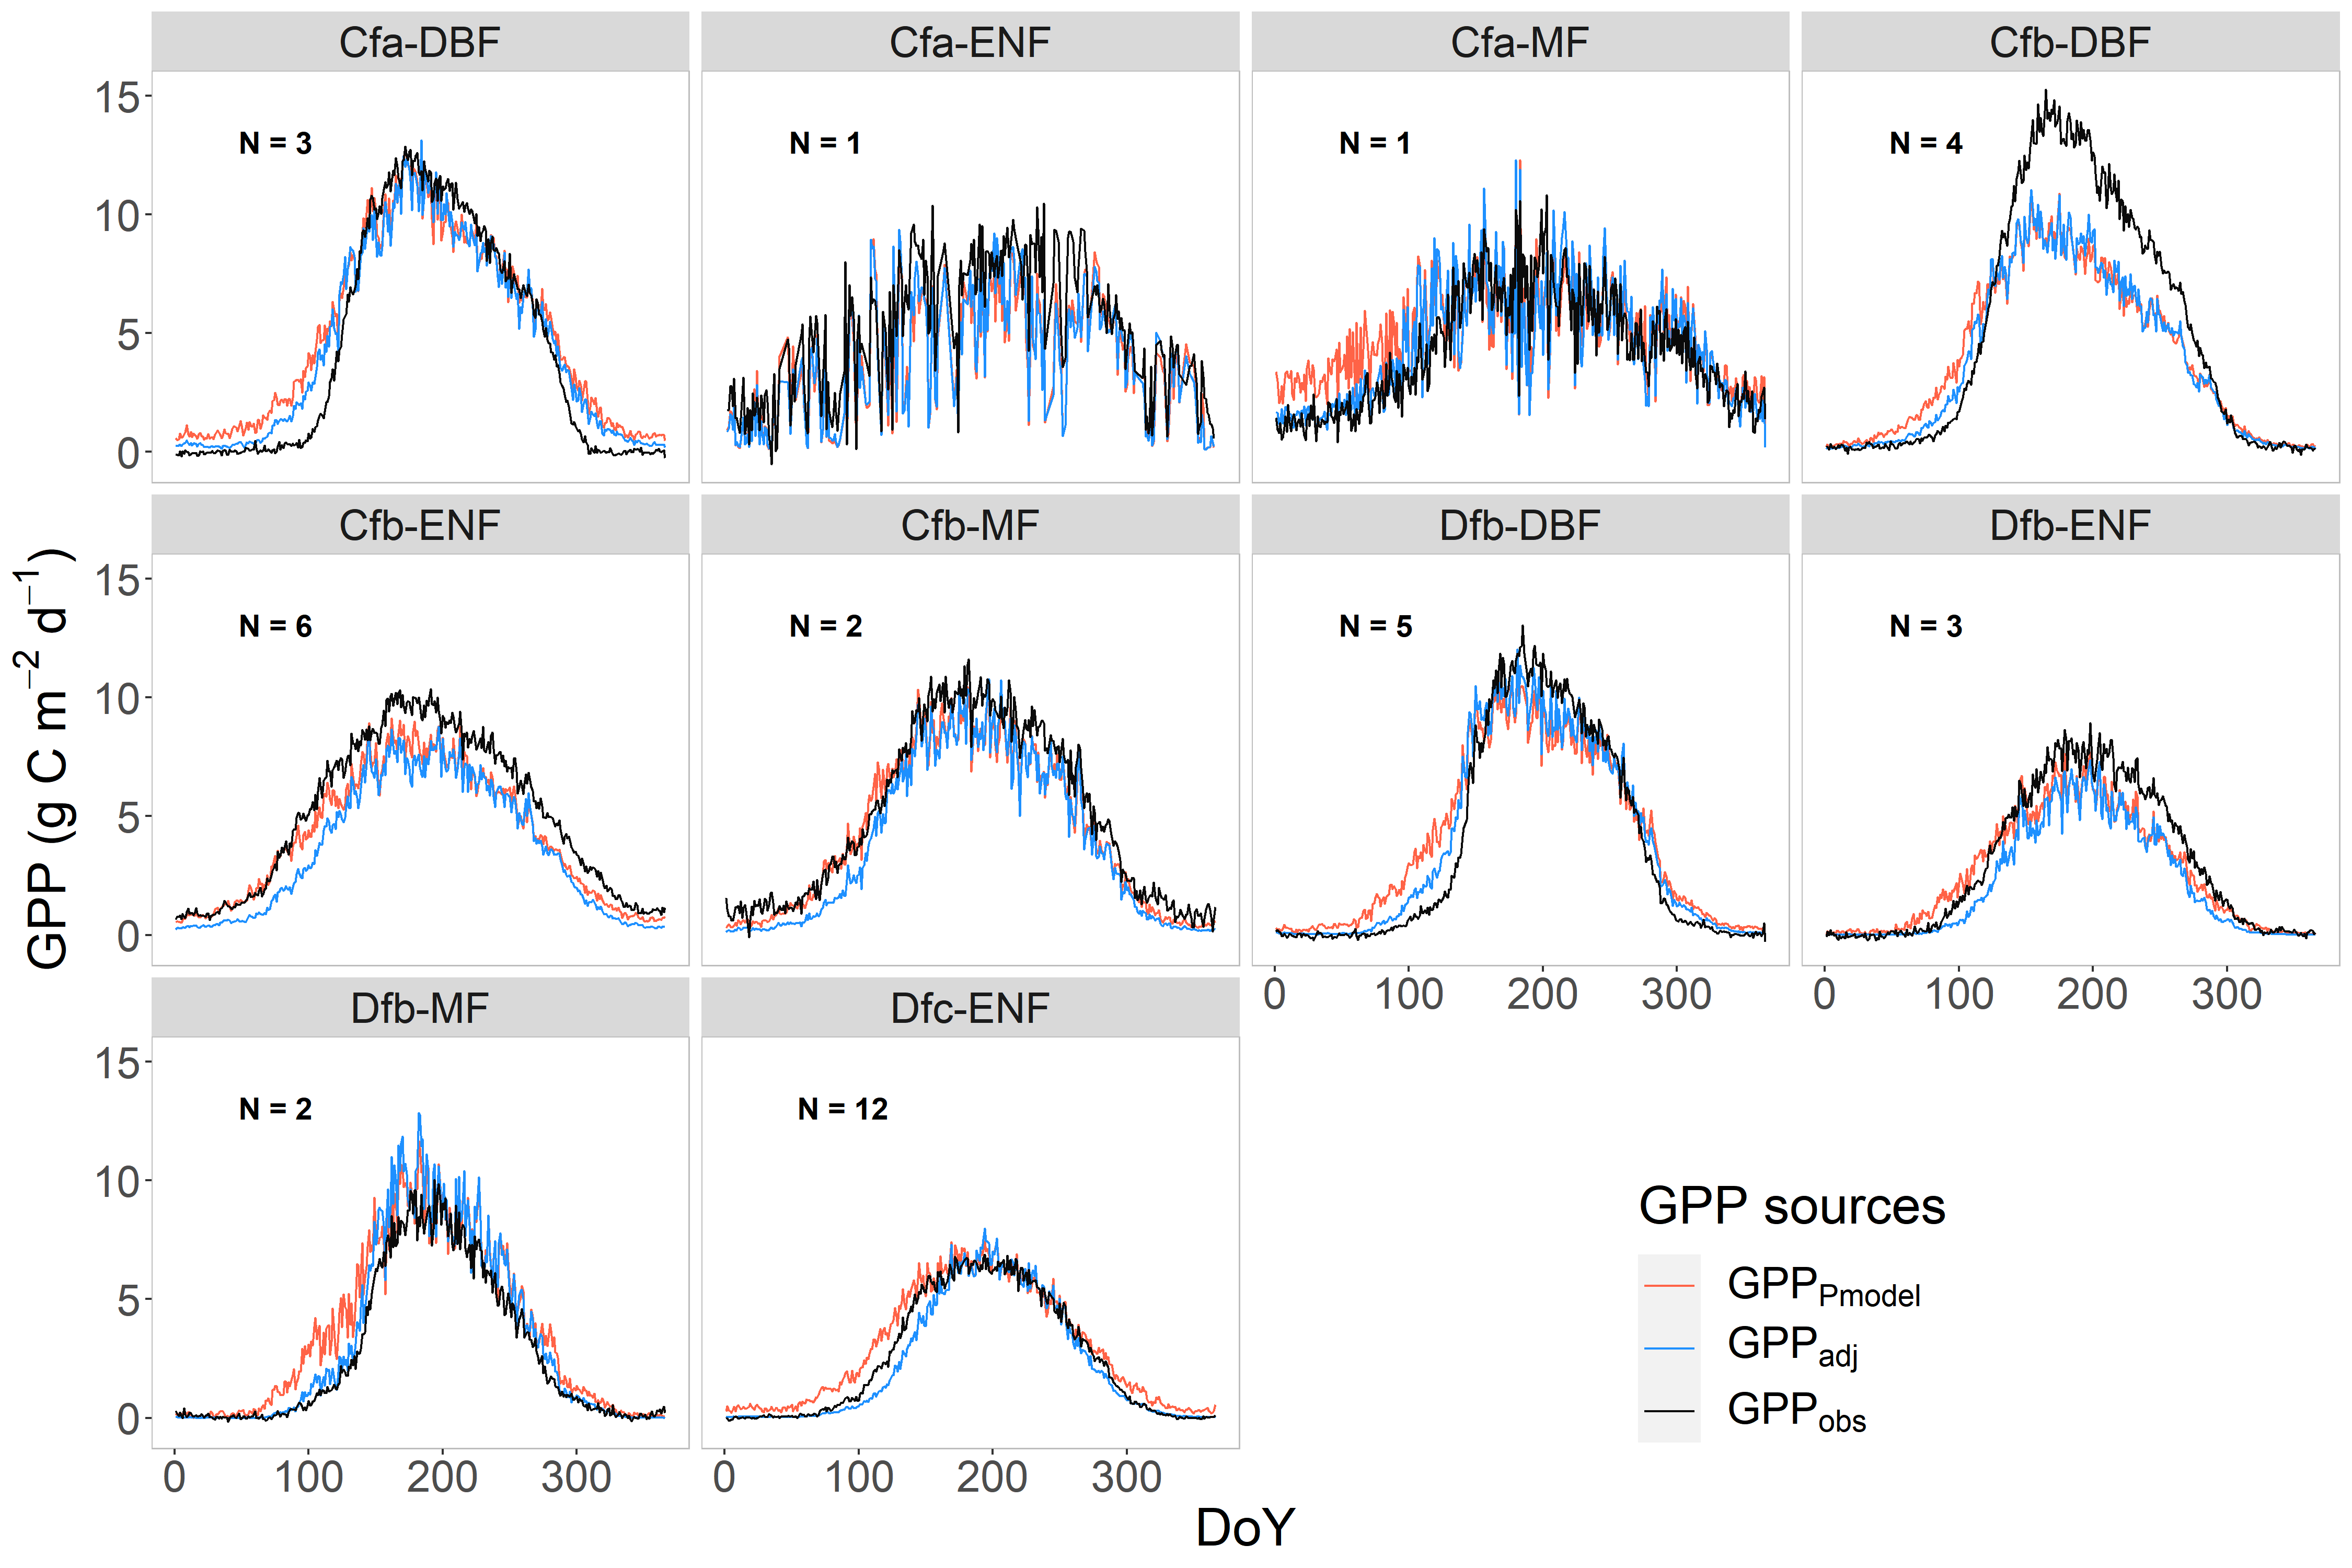 Cfa-DBF Cfa-ENF Cfa-MF Cfb-DBF
15
10
5
0
N = 3 N = 1 N = 1 N = 4
Cfb-ENF Cfb-MF Dfb-DBF Dfb-ENF
15
10
5
0
N = 6 N = 2 N = 5 N = 3
0 100 200 300 0 100 200 300
Dfb-MF Dfc-ENF
15
10
5
0
N = 2 N = 12
0 100 200 300 0 100 200 300
GPP (g C m⁻² d⁻¹)
DoY
GPP sources
GPP_Pmodel
GPP_adj
GPP_obs